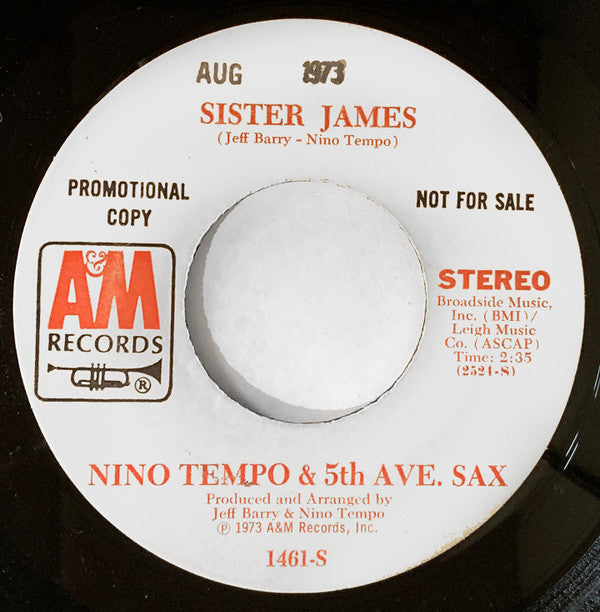 AUG 1973
SISTER JAMES
(Jeff Barry - Nino Tempo)
PROMOTIONAL
COPY
NOT FOR SALE
A&M
RECORDS
®
STEREO
Broadside Music,
Inc. (BMI)/
Leigh Music
Co. (ASCAP)
Time: 2:35
(2524-S)
NINO TEMPO & 5th AVE. SAX
Produced and Arranged by
Jeff Barry & Nino Tempo
℗ 1973 A&M Records, Inc.
1461-S